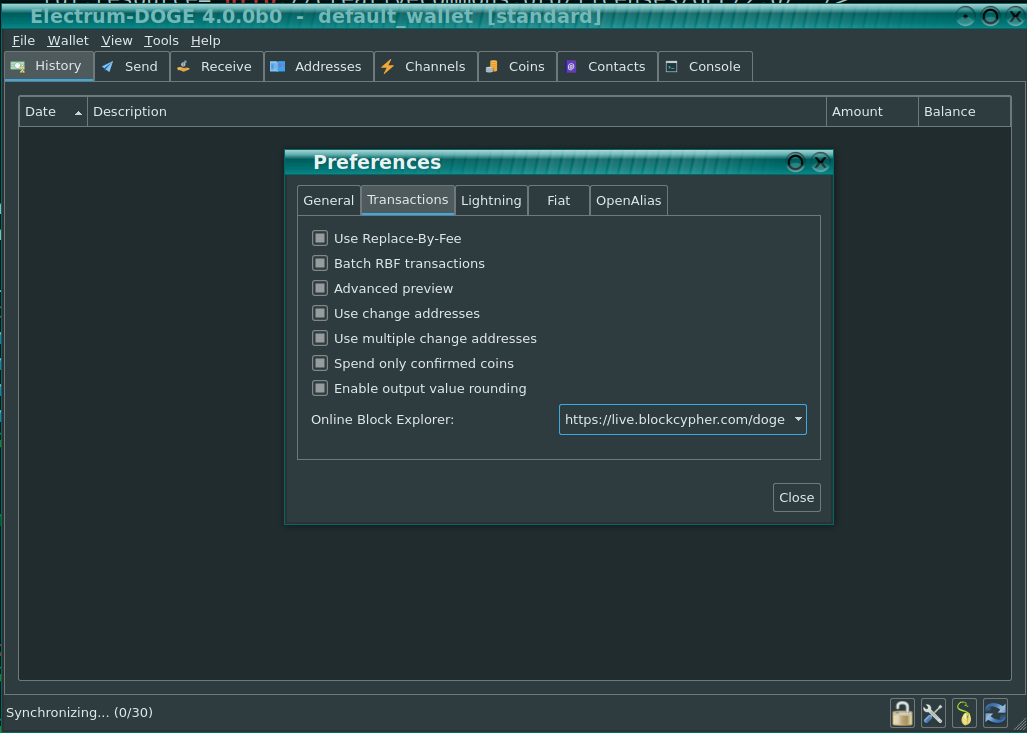 Electrum-DOGE 4.0.0b0 - default_wallet [standard]
File Wallet View Tools Help
History Send Receive Addresses Channels Coins Contacts Console
Date Description Amount Balance
Preferences
General Transactions Lightning Fiat OpenAlias
Use Replace-By-Fee
Batch RBF transactions
Advanced preview
Use change addresses
Use multiple change addresses
Spend only confirmed coins
Enable output value rounding
Online Block Explorer: https://live.blockcypher.com/doge
Close
Synchronizing... (0/30)